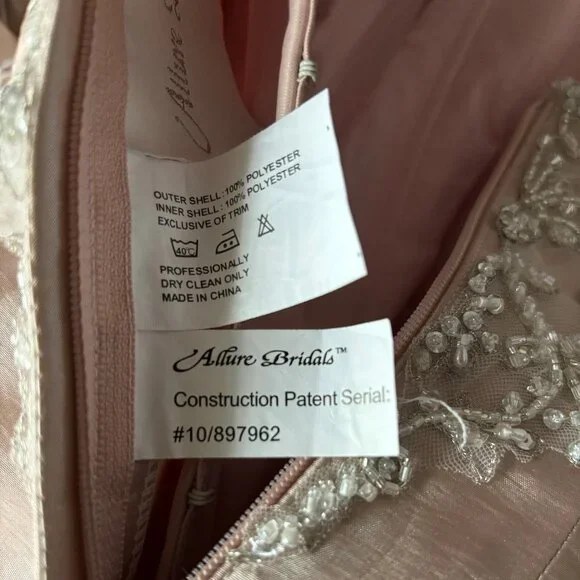 Allure B
OUTER SHELL:100% POLYESTER
INNER SHELL:100% POLYESTER
EXCLUSIVE OF TRIM
40℃
PROFESSIONALLY
DRY CLEAN ONLY
MADE IN CHINA
Allure Bridals™
Construction Patent Serial:
#10/897962